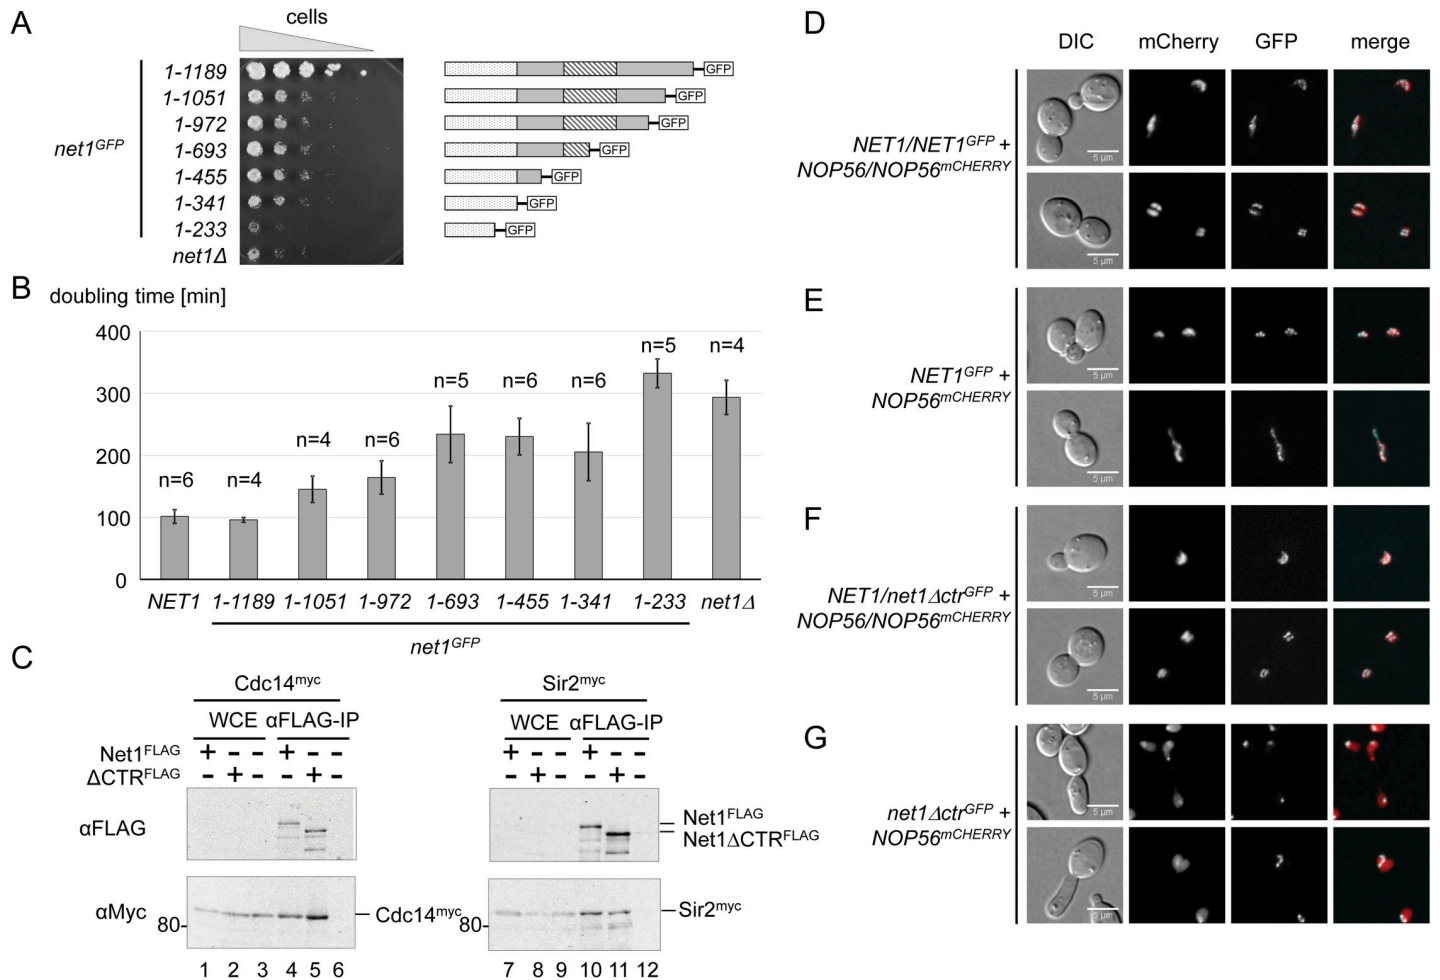 A
cells
net1GFP
1-1189
1-1051
1-972
1-693
1-455
1-341
1-233
net1Δ
GFP
GFP
GFP
GFP
GFP
GFP
GFP
B
doubling time [min]
400
300
200
100
0
n=6
n=4
n=4
n=6
n=5
n=6
n=6
n=5
n=4
NET1 1-1189 1-1051 1-972 1-693 1-455 1-341 1-233 net1Δ
net1GFP
C
Cdc14myc
WCE αFLAG-IP
Net1FLAG + - - + - -
ΔCTRFLAG - + - - + -
αFLAG
αMyc
80-
Cdc14myc
1 2 3 4 5 6
Sir2myc
WCE αFLAG-IP
+ - - + - -
- + - - + -
Net1FLAG
Net1ΔCTRFLAG
80-
Sir2myc
7 8 9 10 11 12
D
DIC mCherry GFP merge
NET1/NET1GFP +
NOP56/NOP56mCHERRY
5 µm
5 µm
E
NET1GFP +
NOP56mCHERRY
5 µm
5 µm
F
NET1/net1ΔctrGFP +
NOP56/NOP56mCHERRY
5 µm
5 µm
G
net1ΔctrGFP +
NOP56mCHERRY
5 µm
5 µm